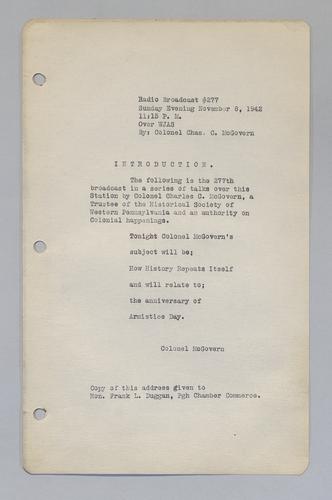 Radio Broadcast #277
Sunday Evening November 8, 1942
11:15 P. M.
Over WJAS
By: Colonel Chas. C. McGovern
INTRODUCTION.
The following is the 277th
broadcast in a series of talks over this
Station by Colonel Charles C. McGovern, a
Trustee of the Historical Society of
Western Pennsylvania and an authority on
Colonial happenings.
Tonight Colonel McGovern's
subject will be;
How History Repeats Itself
and will relate to;
the anniversary of
Armistice Day.
Colonel McGovern
Copy of this address given to
Hon. Frank L. Duggan, Pgh Chamber Commerce.